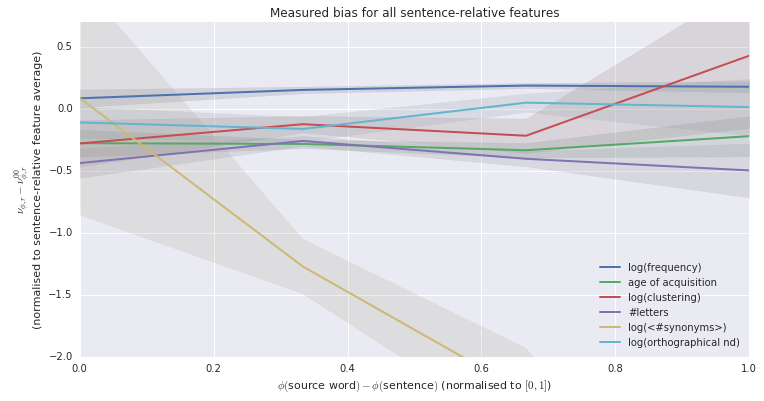 Measured bias for all sentence-relative features
ν_{ϕ,r} − ν^{00}_{ϕ,r}
(normalised to sentence-relative feature average)
0.5
0.0
−0.5
−1.0
−1.5
−2.0
log(frequency)
age of acquisition
log(clustering)
#letters
log(<#synonyms>)
log(orthographical nd)
0.0 0.2 0.4 0.6 0.8 1.0
ϕ(source word) − ϕ(sentence) (normalised to [0, 1])